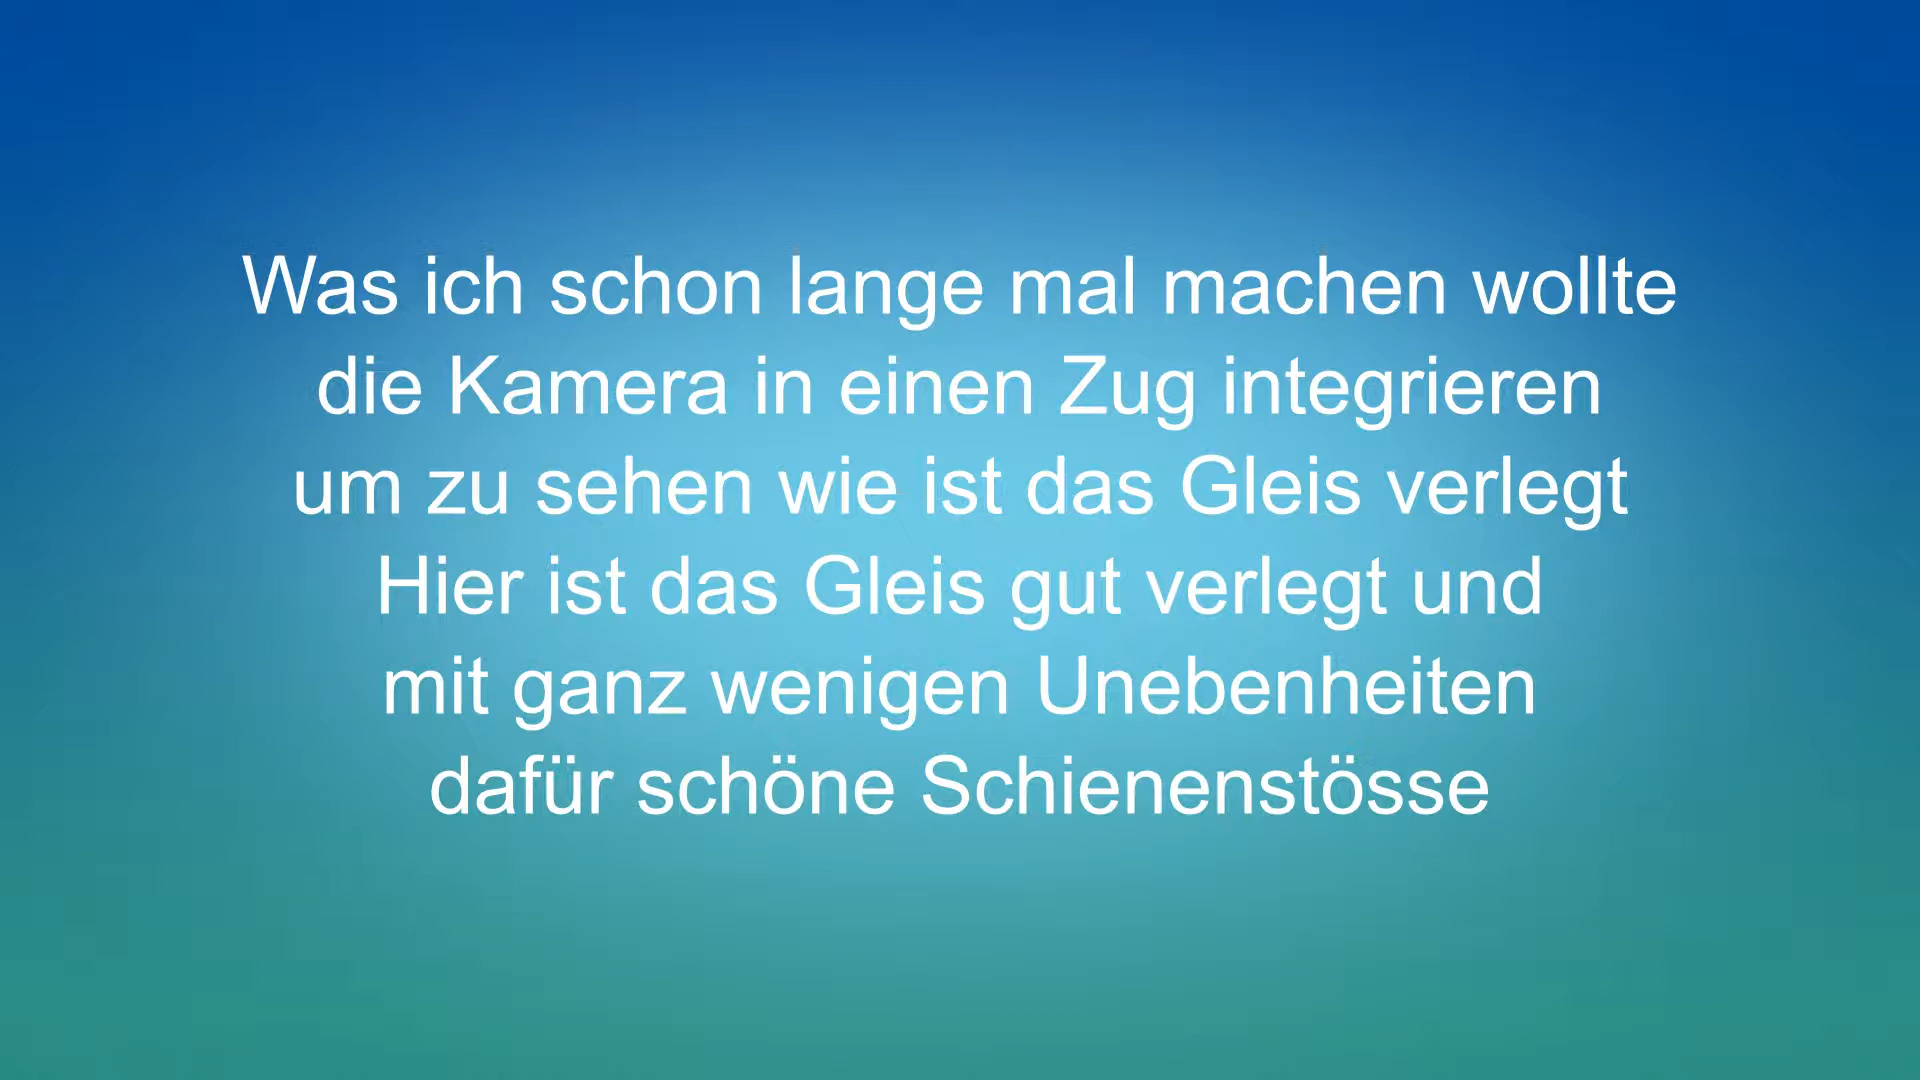 Was ich schon lange mal machen wollte
die Kamera in einen Zug integrieren
um zu sehen wie ist das Gleis verlegt
Hier ist das Gleis gut verlegt und
mit ganz wenigen Unebenheiten
dafür schöne Schienenstösse